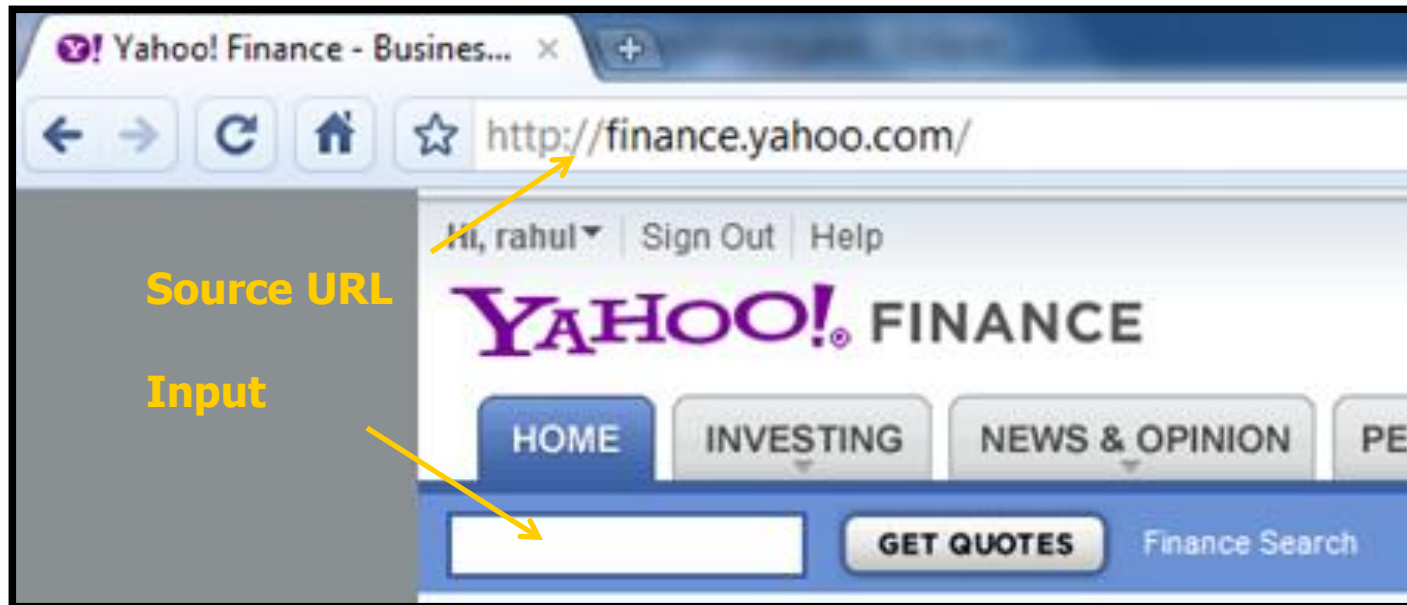 Yahoo! Finance - Busines...
http://finance.yahoo.com/
Hi, rahul Sign Out Help
Source URL
YAHOO!® FINANCE
Input
HOME INVESTING NEWS & OPINION PE
GET QUOTES Finance Search